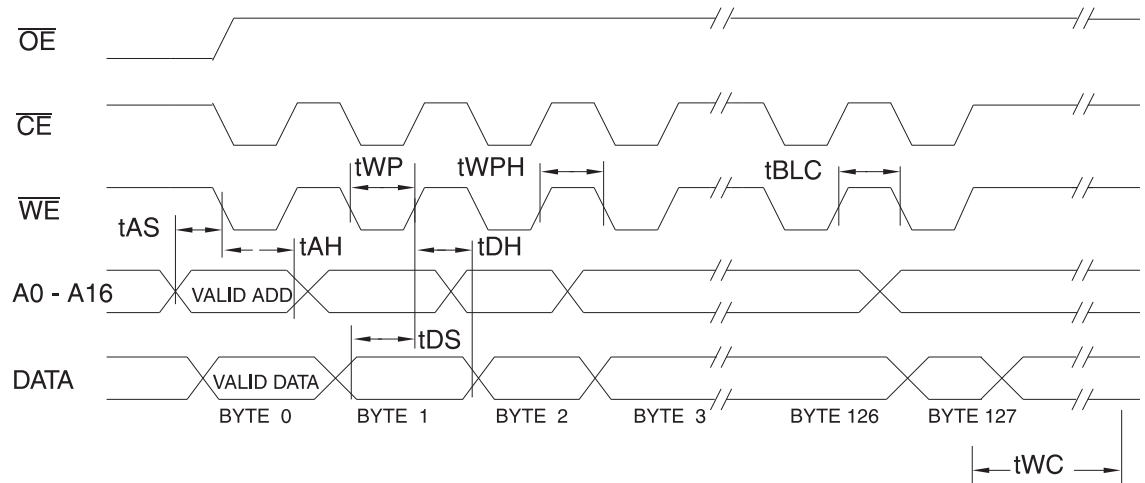 OE
CE
tWP
tWPH
tBLC
WE
tAS
tAH
tDH
A0 - A16
VALID ADD
tDS
DATA
VALID DATA
BYTE 0
BYTE 1
BYTE 2
BYTE 3
BYTE 126
BYTE 127
tWC